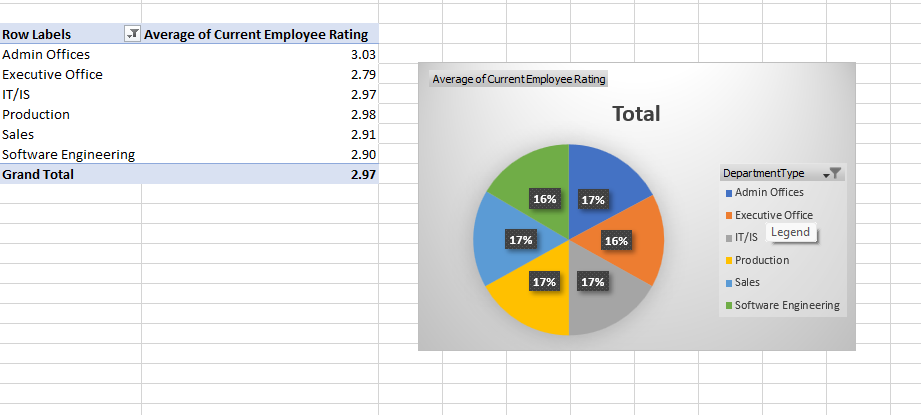 Row Labels Average of Current Employee Rating
Admin Offices 3.03
Executive Office 2.79
IT/IS 2.97
Production 2.98
Sales 2.91
Software Engineering 2.90
Grand Total 2.97
Average of Current Employee Rating
Total
16% 17%
17% 16%
17% 17%
DepartmentType
Admin Offices
Executive Office
IT/IS
Legend
Production
Sales
Software Engineering